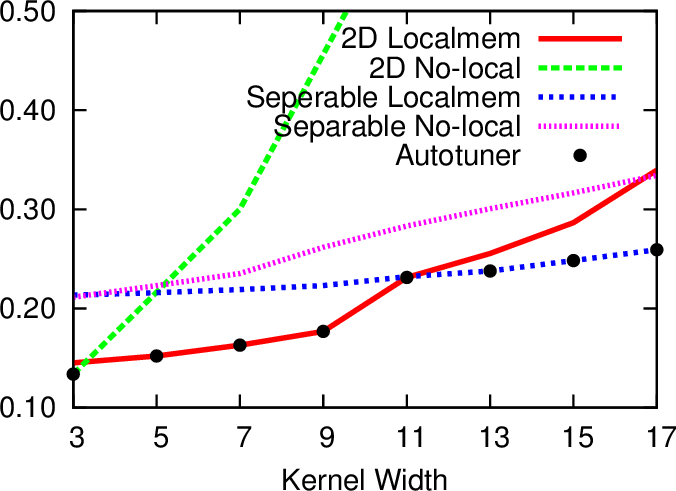 0.50
0.40
0.30
0.20
0.10
2D Localmem
2D No-local
Seperable Localmem
Separable No-local
Autotuner
3 5 7 9 11 13 15 17
Kernel Width